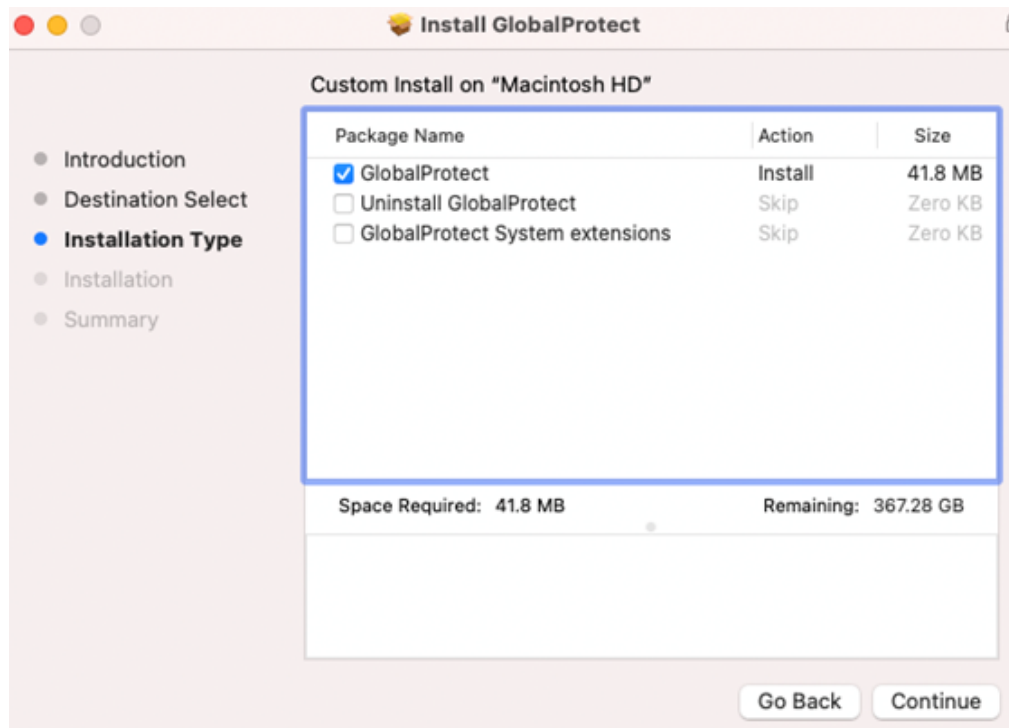 Install GlobalProtect
Custom Install on “Macintosh HD”
Introduction
Destination Select
Installation Type
Installation
Summary
Package Name Action Size
GlobalProtect Install 41.8 MB
Uninstall GlobalProtect Skip Zero KB
GlobalProtect System extensions Skip Zero KB
Space Required: 41.8 MB Remaining: 367.28 GB
Go Back Continue